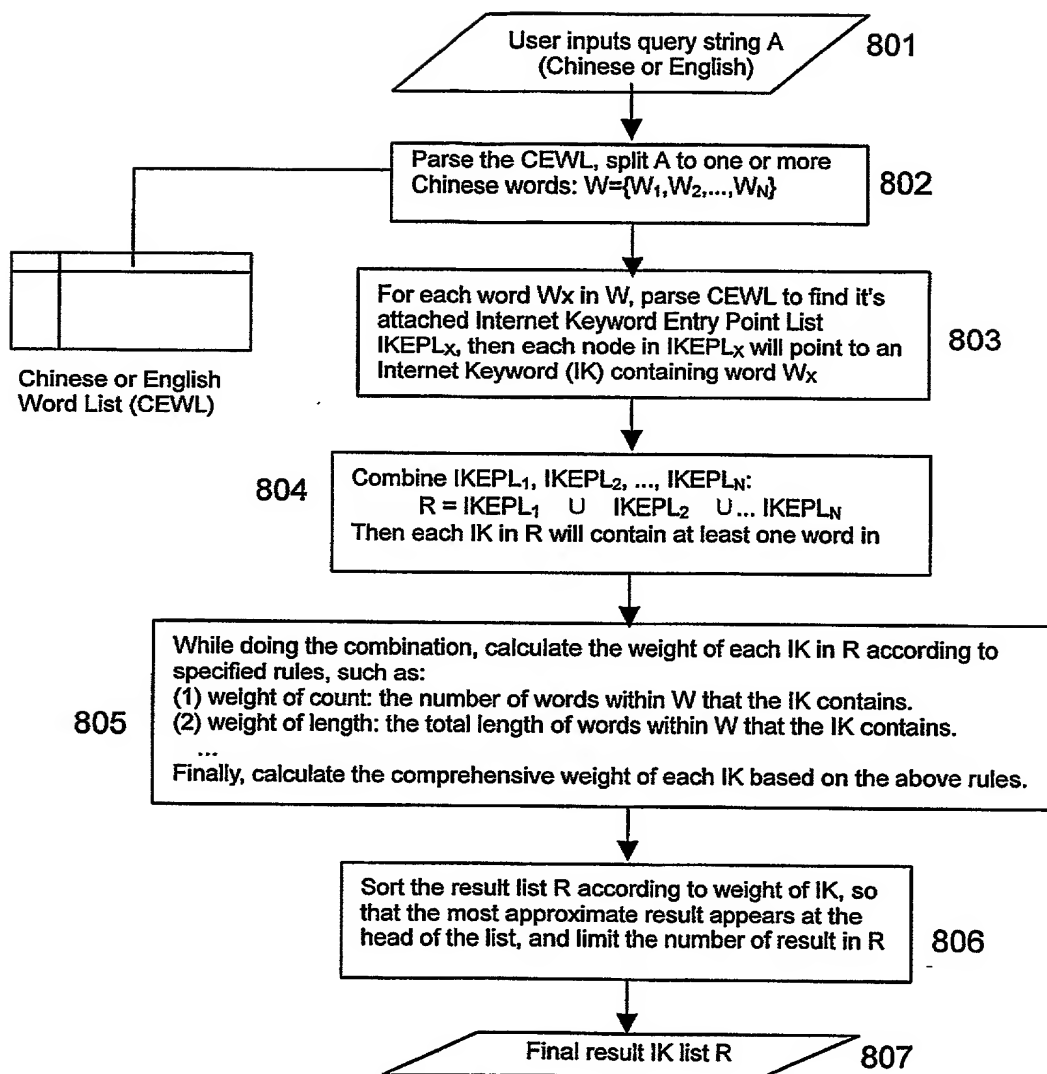 User inputs query string A
(Chinese or English)
801
Parse the CEWL, split A to one or more
Chinese words: W={W₁,W₂,...,W_N}
802
Chinese or English
Word List (CEWL)
For each word Wx in W, parse CEWL to find it's
attached Internet Keyword Entry Point List
IKEPLₓ, then each node in IKEPLₓ will point to an
Internet Keyword (IK) containing word Wₓ
803
804
Combine IKEPL₁, IKEPL₂, ..., IKEPL_N:
R = IKEPL₁ ∪ IKEPL₂ ∪... IKEPL_N
Then each IK in R will contain at least one word in
While doing the combination, calculate the weight of each IK in R according to
specified rules, such as:
(1) weight of count: the number of words within W that the IK contains.
(2) weight of length: the total length of words within W that the IK contains.
...
Finally, calculate the comprehensive weight of each IK based on the above rules.
805
Sort the result list R according to weight of IK, so
that the most approximate result appears at the
head of the list, and limit the number of result in R
806
Final result IK list R
807